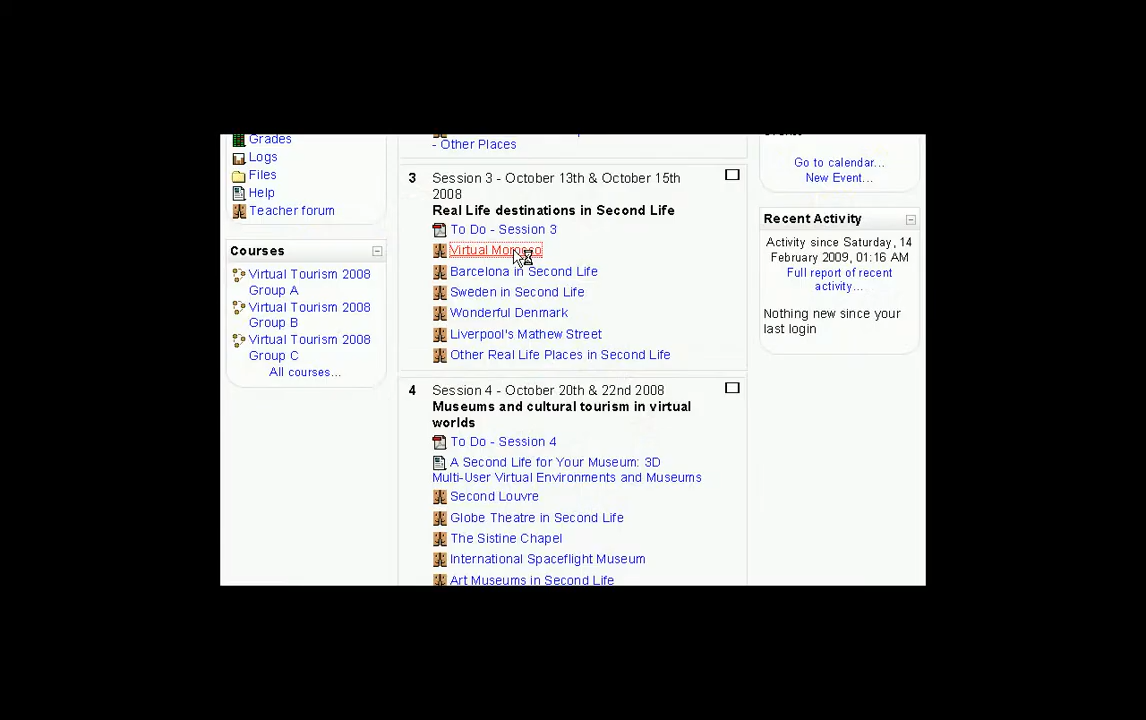 Grades
Logs
Files
Help
Teacher forum
Courses
Virtual Tourism 2008
Group A
Virtual Tourism 2008
Group B
Virtual Tourism 2008
Group C
All courses...
- Other Places
3
Session 3 - October 13th & October 15th
2008
Real Life destinations in Second Life
To Do - Session 3
Virtual Morocco
Barcelona in Second Life
Sweden in Second Life
Wonderful Denmark
Liverpool's Mathew Street
Other Real Life Places in Second Life
4
Session 4 - October 20th & 22nd 2008
Museums and cultural tourism in virtual
worlds
To Do - Session 4
A Second Life for Your Museum: 3D
Multi-User Virtual Environments and Museums
Second Louvre
Globe Theatre in Second Life
The Sistine Chapel
International Spaceflight Museum
Art Museums in Second Life
Go to calendar...
New Event...
Recent Activity
Activity since Saturday, 14
February 2009, 01:16 AM
Full report of recent
activity...
Nothing new since your
last login